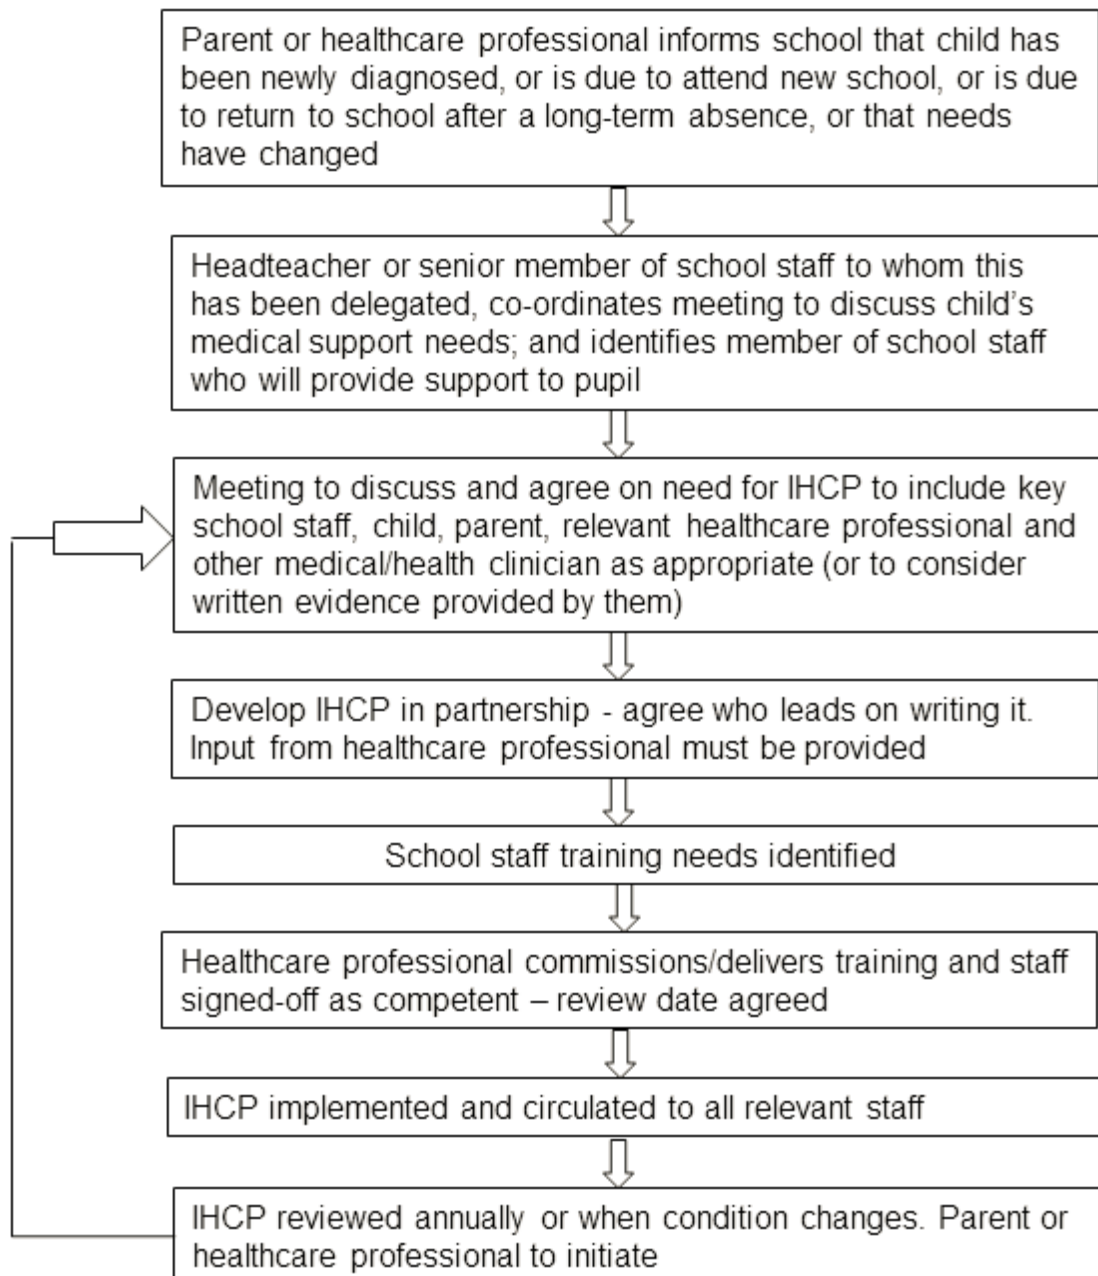 Parent or healthcare professional informs school that child has
been newly diagnosed, or is due to attend new school, or is due
to return to school after a long-term absence, or that needs
have changed
Headteacher or senior member of school staff to whom this
has been delegated, co-ordinates meeting to discuss child's
medical support needs; and identifies member of school staff
who will provide support to pupil
Meeting to discuss and agree on need for IHCP to include key
school staff, child, parent, relevant healthcare professional and
other medical/health clinician as appropriate (or to consider
written evidence provided by them)
Develop IHCP in partnership - agree who leads on writing it.
Input from healthcare professional must be provided
School staff training needs identified
Healthcare professional commissions/delivers training and staff
signed-off as competent – review date agreed
IHCP implemented and circulated to all relevant staff
IHCP reviewed annually or when condition changes. Parent or
healthcare professional to initiate